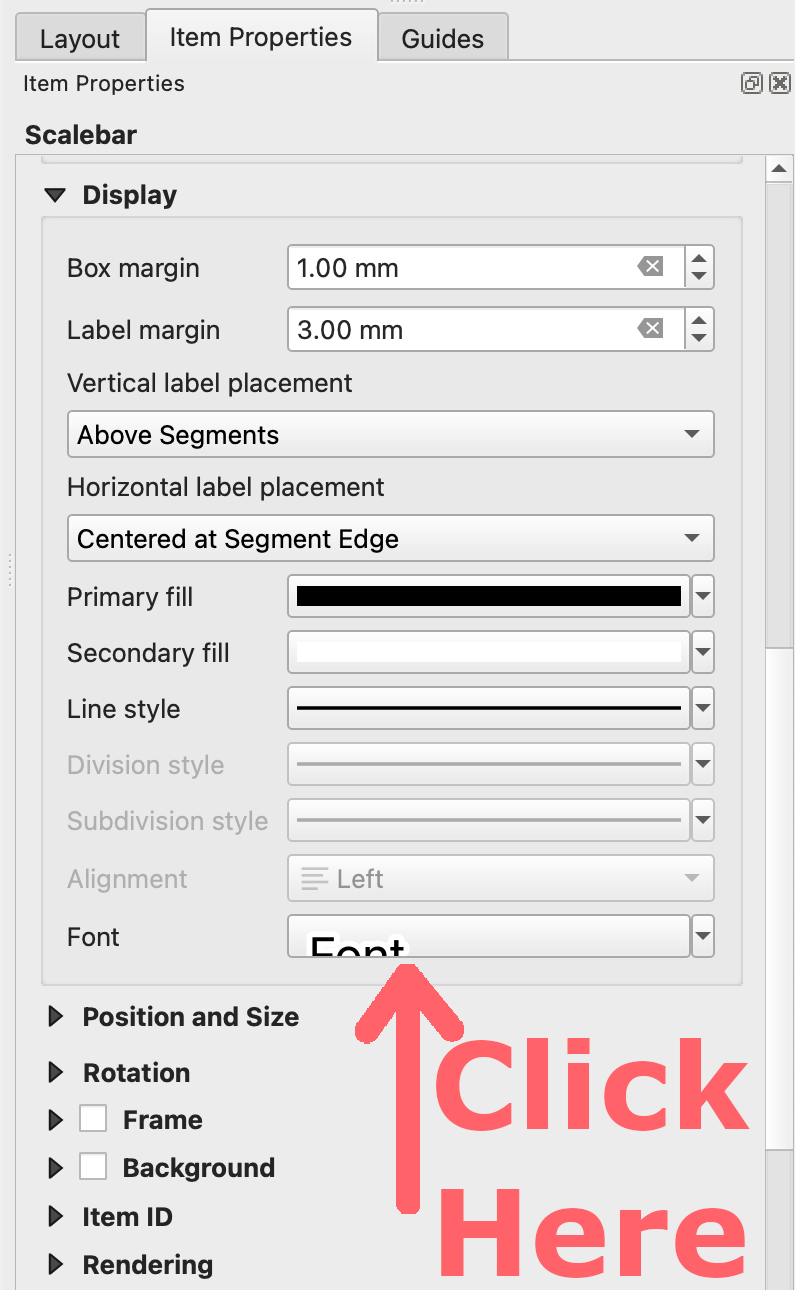 Layout Item Properties Guides
Item Properties
Scalebar
Display
Box margin 1.00 mm
Label margin 3.00 mm
Vertical label placement
Above Segments
Horizontal label placement
Centered at Segment Edge
Primary fill
Secondary fill
Line style
Division style
Subdivision style
Alignment Left
Font Font
Position and Size
Rotation
Frame
Background
Item ID
Rendering
Click
Here